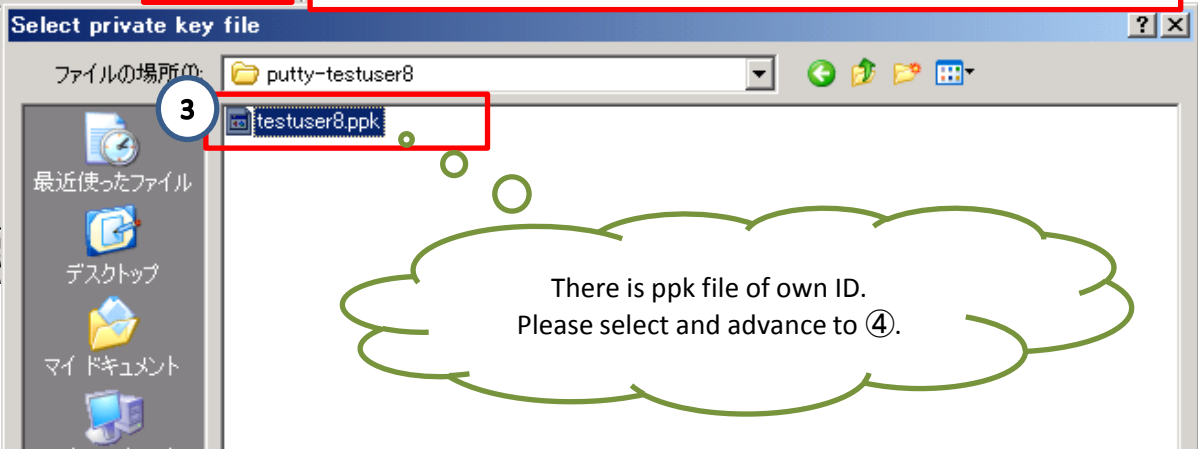 Select private key file
ファイルの場所(I):
putty-testuser8
3
testuser8.ppk
最近使ったファイル
デスクトップ
There is ppk file of own ID.
Please select and advance to ④.
マイ ドキュメント